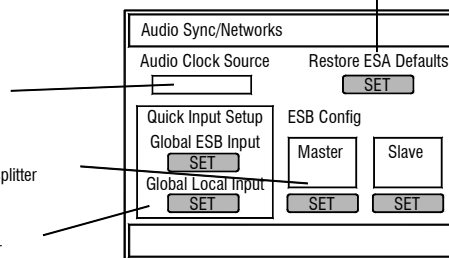 Audio Sync/Networks
Audio Clock Source
Restore ESA Defaults
SET
Quick Input Setup
ESB Config
Global ESB Input
SET
Master
Slave
plitter
Global Local Input
SET
SET
SET